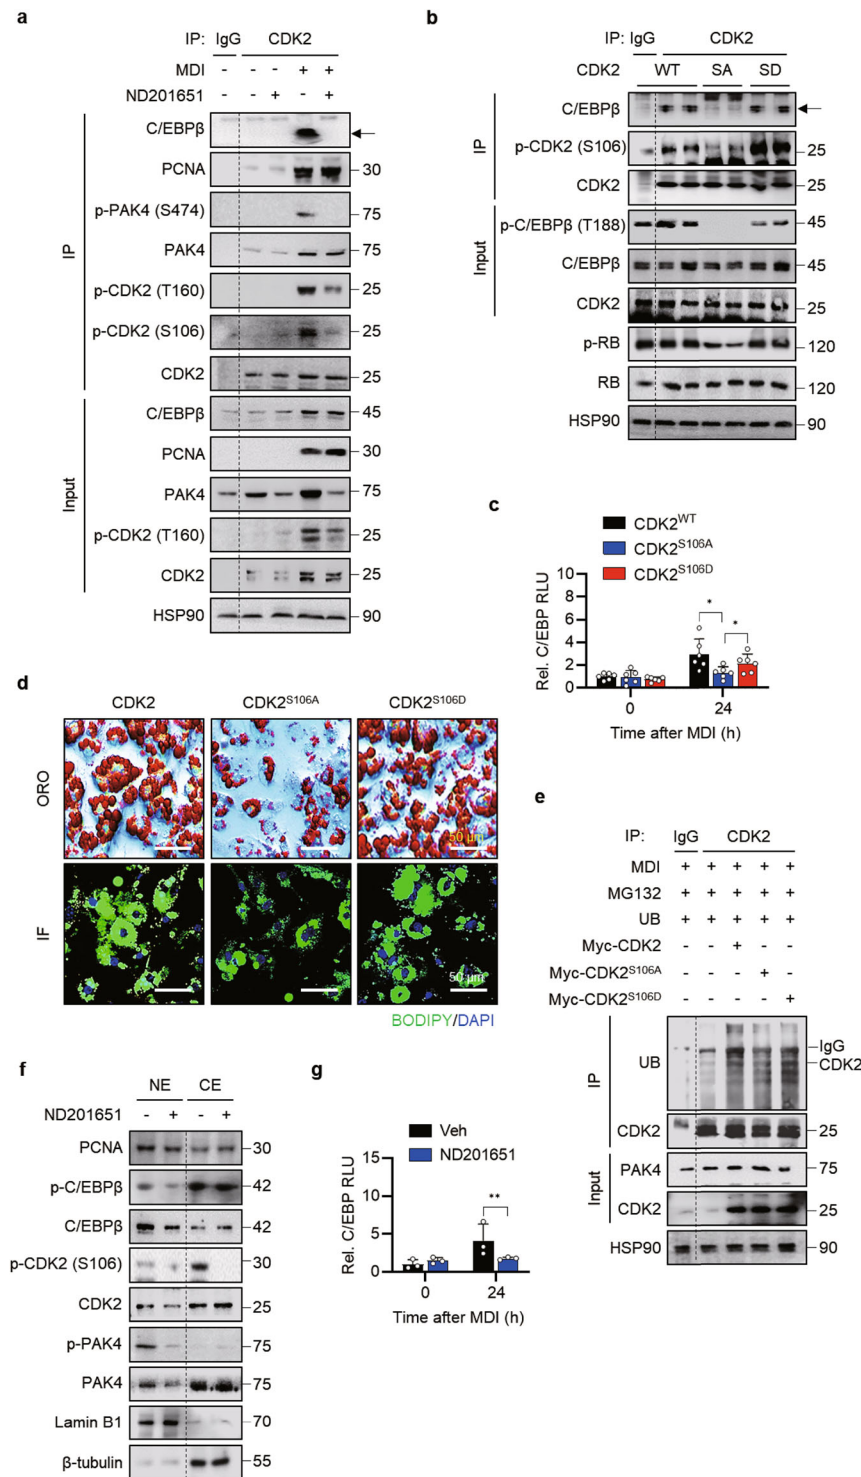 a
IP: IgG CDK2
MDI - - - + +
ND201651 - - + - +
IP
C/EBPβ
PCNA 30
p-PAK4 (S474) 75
PAK4 75
p-CDK2 (T160) 25
p-CDK2 (S106) 25
CDK2 25
Input
C/EBPβ 45
PCNA 30
PAK4 75
p-CDK2 (T160) 25
CDK2 25
HSP90 90
b
IP: IgG CDK2
CDK2 WT SA SD
IP
C/EBPβ
p-CDK2 (S106) 25
CDK2 25
Input
p-C/EBPβ (T188) 45
C/EBPβ 45
CDK2 25
p-RB 120
RB 120
HSP90 90
c
CDK2WT
CDK2S106A
CDK2S106D
Rel. C/EBP RLU
10
8
6
4
2
0
* *
0 24
Time after MDI (h)
d
CDK2 CDK2S106A CDK2S106D
ORO
50 μm
IF
50 μm
BODIPY/DAPI
e
IP: IgG CDK2
MDI + + + + +
MG132 + + + + +
UB + + + + +
Myc-CDK2 - - + - -
Myc-CDK2S106A - - - + -
Myc-CDK2S106D - - - - +
IP
UB IgG
CDK2
CDK2 25
Input
PAK4 75
CDK2 25
HSP90 90
f
NE CE
ND201651 - + - +
PCNA 30
p-C/EBPβ 42
C/EBPβ 42
p-CDK2 (S106) 30
CDK2 25
p-PAK4 75
PAK4 75
Lamin B1 70
β-tubulin 55
g
Veh
ND201651
Rel. C/EBP RLU
15
10
5
0
**
0 24
Time after MDI (h)